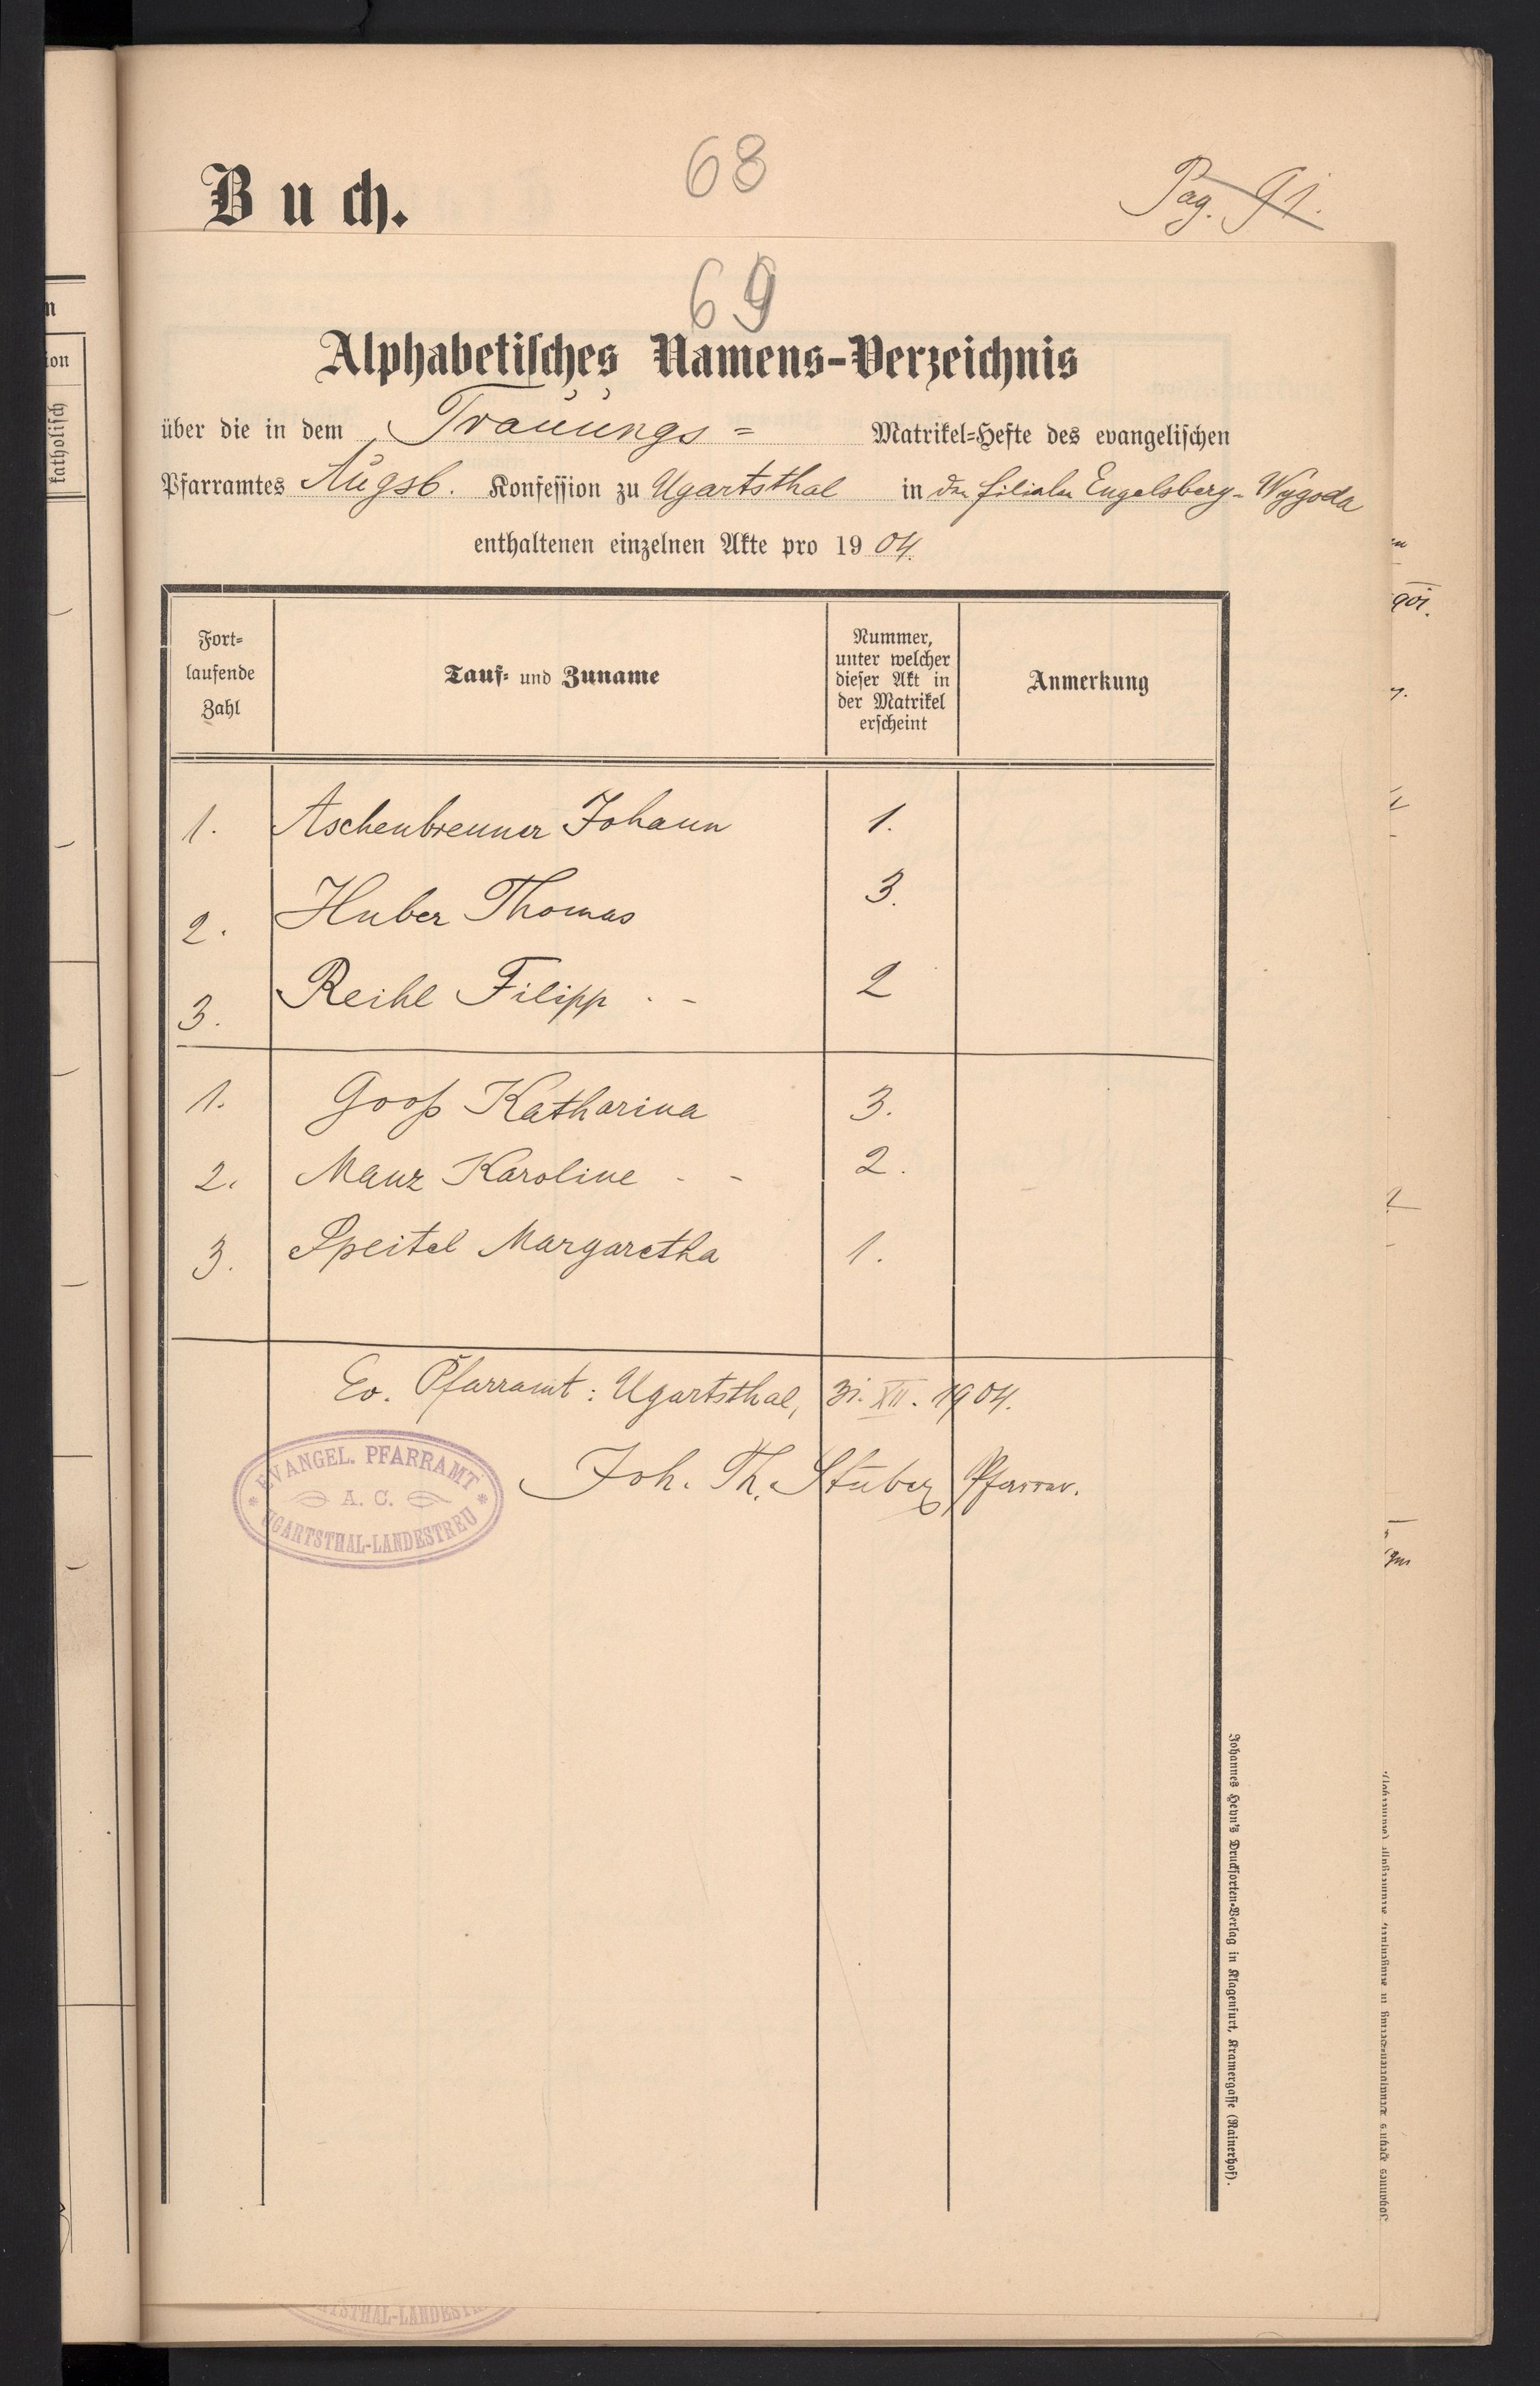 Buch.
68
Pag. 91.
69
Alphabetisches Namens-Verzeichnis
über die in dem Trauungs = Matrikel=Hefte des evangelischen
Pfarramtes Augsb. Konfession zu Ugartsthal in den Filialen Engelsberg-Wygoda
enthaltenen einzelnen Akte pro 1904.
Fort=
laufende
Zahl
Tauf= und Zuname
Nummer,
unter welcher
dieser Akt in
der Matrikel
erscheint
Anmerkung
1. Aschenbrenner Johann 1.
2. Huber Thomas 3.
3. Reihl Filipp . - 2
1. Gooß Katharina 3.
2. Manz Karoline - - 2.
3. Speitel Margaretha 1.
Ev. Pfarramt: Ugartsthal, 31. XII. 1904.
Joh. Th. Stuber Pfarrer.
EVANGEL. PFARRAMT
* A. C. *
UGARTSTHAL-LANDESTREU
Johannes Heyn's Drucksorten=Verlag in Klagenfurt, Kramergasse (Rainerhof).
katholisch